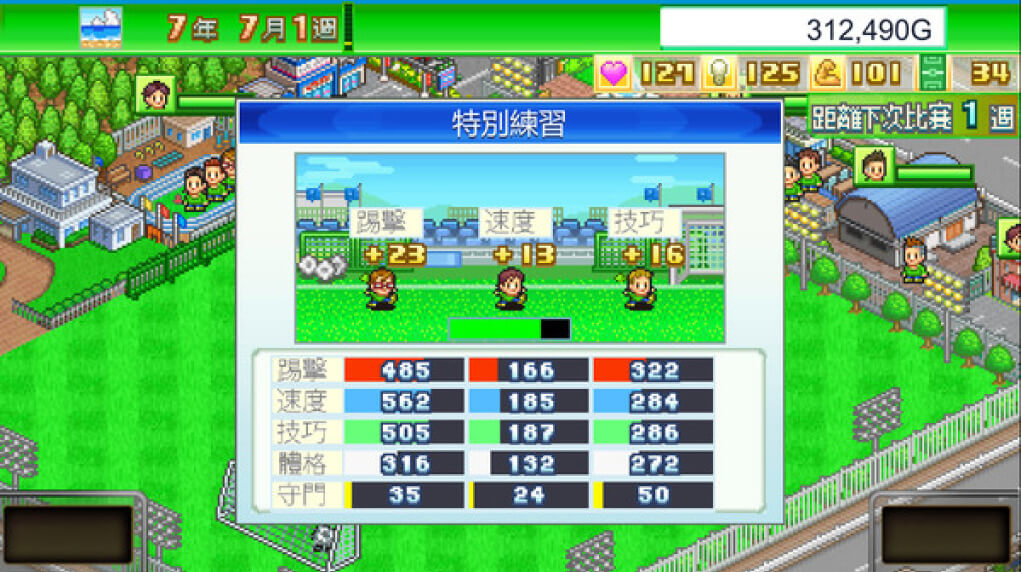 7年 7月1週
312,490G
127 125 101 34
距離下次比賽 1 週
特別練習
踢擊 速度 技巧
+23 +13 +16
踢擊 485 166 322
速度 562 185 284
技巧 505 187 286
體格 316 132 272
守門 35 24 50